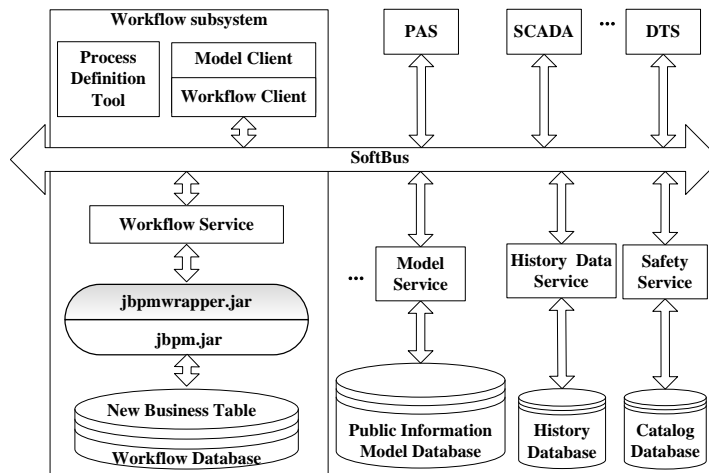 Workflow subsystem
Process
Definition
Tool
Model Client
Workflow Client
PAS
SCADA
...
DTS
SoftBus
Workflow Service
jbpmwrapper.jar
jbpm.jar
New Business Table
Workflow Database
...
Model
Service
History Data
Service
Safety
Service
Public Information
Model Database
History
Database
Catalog
Database